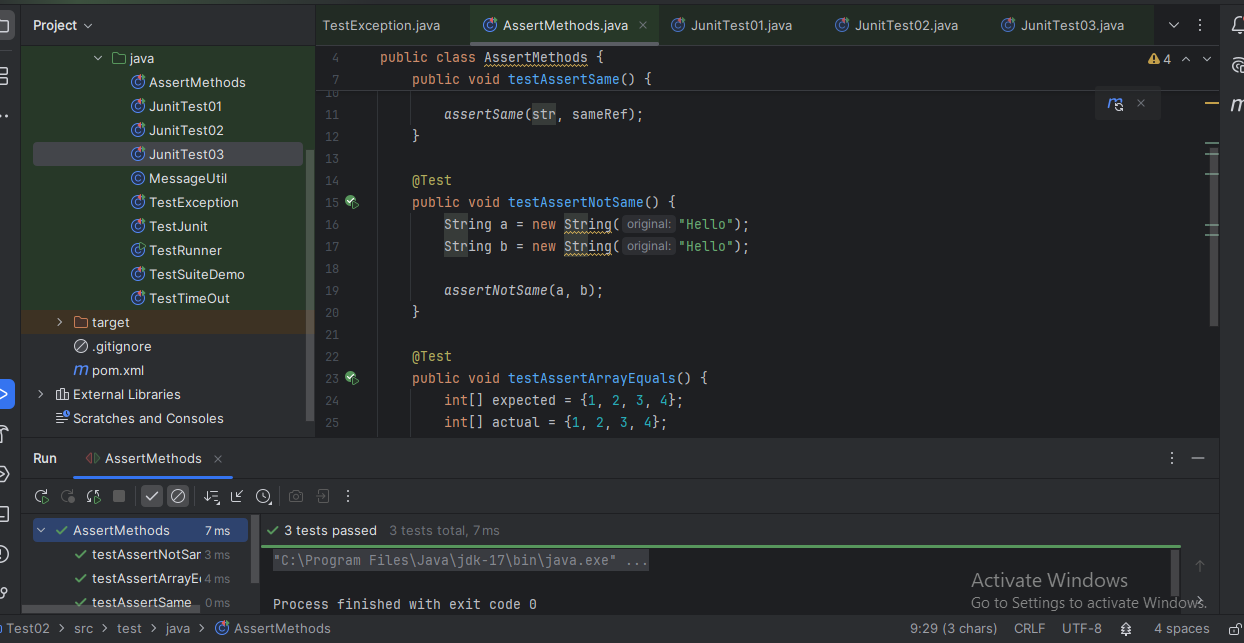 Project
TestException.java
AssertMethods.java
JunitTest01.java
JunitTest02.java
JunitTest03.java
java
AssertMethods
JunitTest01
JunitTest02
JunitTest03
MessageUtil
TestException
TestJunit
TestRunner
TestSuiteDemo
TestTimeOut
target
.gitignore
pom.xml
External Libraries
Scratches and Consoles
4 public class AssertMethods {
7 public void testAssertSame() {
4
10
11 assertSame(str, sameRef);
12 }
13
14 @Test
15 public void testAssertNotSame() {
16 String a = new String( original: "Hello");
17 String b = new String( original: "Hello");
18
19 assertNotSame(a, b);
20 }
21
22 @Test
23 public void testAssertArrayEquals() {
24 int[] expected = {1, 2, 3, 4};
25 int[] actual = {1, 2, 3, 4};
Run
AssertMethods
AssertMethods 7 ms
testAssertNotSar 3 ms
testAssertArrayE 4 ms
testAssertSame 0 ms
3 tests passed 3 tests total, 7 ms
"C:\Program Files\Java\jdk-17\bin\java.exe" ...
Process finished with exit code 0
Activate Windows
Go to Settings to activate Windows.
Test02 > src > test > java > AssertMethods
9:29 (3 chars) CRLF UTF-8 4 spaces